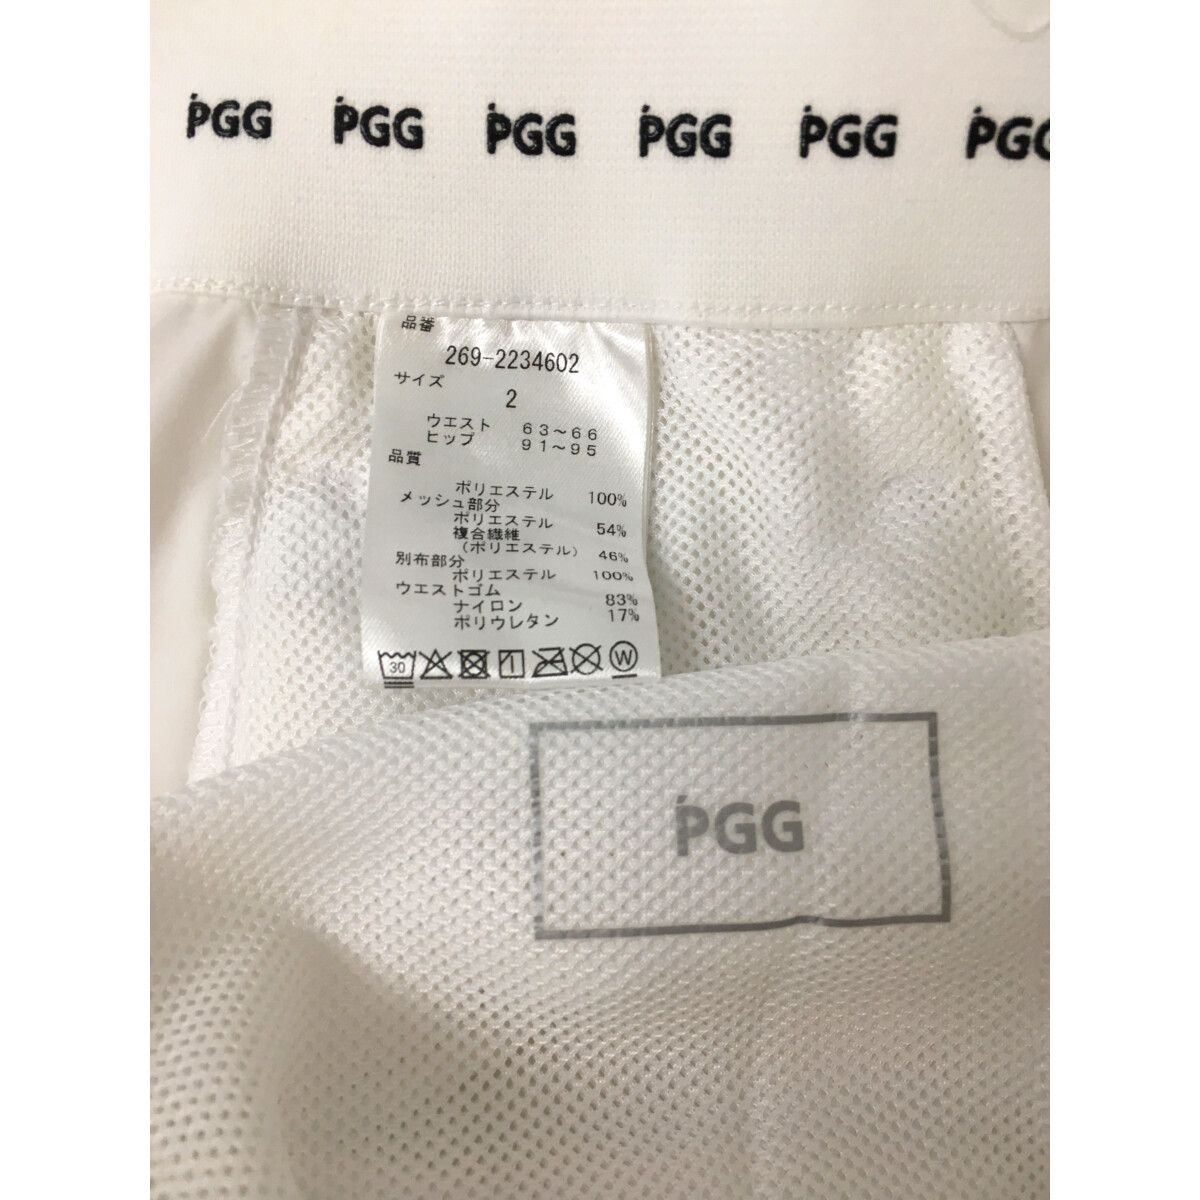 PGG PGG PGG PGG PGG PGG
品番
269-2234602
サイズ
2
ウエスト 63~66
ヒップ 91~95
品質
ポリエステル 100%
メッシュ部分
ポリエステル 54%
複合繊維
(ポリエステル) 46%
別布部分
ポリエステル 100%
ウエストゴム
ナイロン 83%
ポリウレタン 17%
30 W
PGG